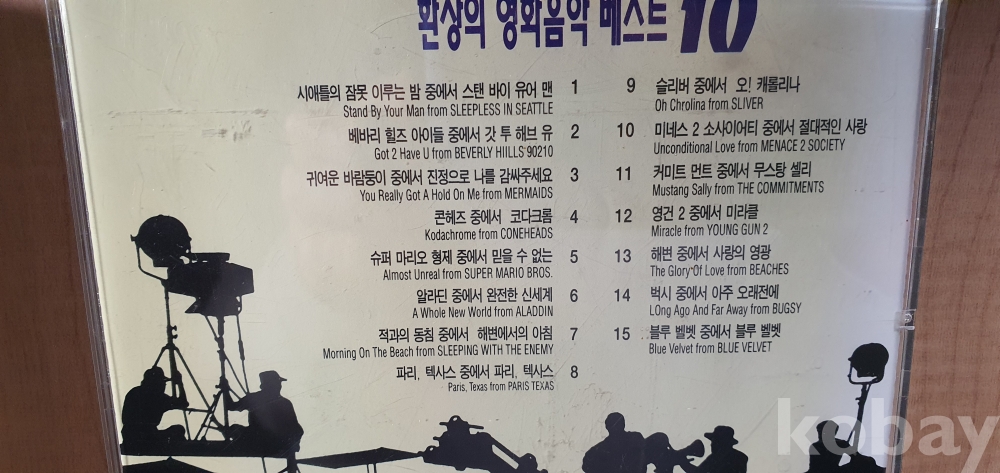 환상의 영화음악 베스트 10
시애틀의 잠못 이루는 밤 중에서 스탠 바이 유어 맨 1
Stand By Your Man from SLEEPLESS IN SEATTLE
베바리 힐즈 아이들 중에서 갓 투 해브 유 2
Got 2 Have U from BEVERLY HIILLS 90210
귀여운 바람둥이 중에서 진정으로 나를 감싸주세요 3
You Really Got A Hold On Me from MERMAIDS
콘헤즈 중에서 코다크롬 4
Kodachrome from CONEHEADS
슈퍼 마리오 형제 중에서 믿을 수 없는 5
Almost Unreal from SUPER MARIO BROS.
알라딘 중에서 완전한 신세계 6
A Whole New World from ALADDIN
적과의 동침 중에서 해변에서의 아침 7
Morning On The Beach from SLEEPING WITH THE ENEMY
파리, 텍사스 중에서 파리, 텍사스 8
Paris, Texas from PARIS TEXAS
9 슬리버 중에서 오! 캐롤리나
Oh Chrolina from SLIVER
10 미네스 2 소사이어티 중에서 절대적인 사랑
Unconditional Love from MENACE 2 SOCIETY
11 커미트 먼트 중에서 무스탕 셀리
Mustang Sally from THE COMMITMENTS
12 영건 2 중에서 미라클
Miracle from YOUNG GUN 2
13 해변 중에서 사랑의 영광
The Glory Of Love from BEACHES
14 벅시 중에서 아주 오래전에
LOng Ago And Far Away from BUGSY
15 블루 벨벳 중에서 블루 벨벳
Blue Velvet from BLUE VELVET
kobay